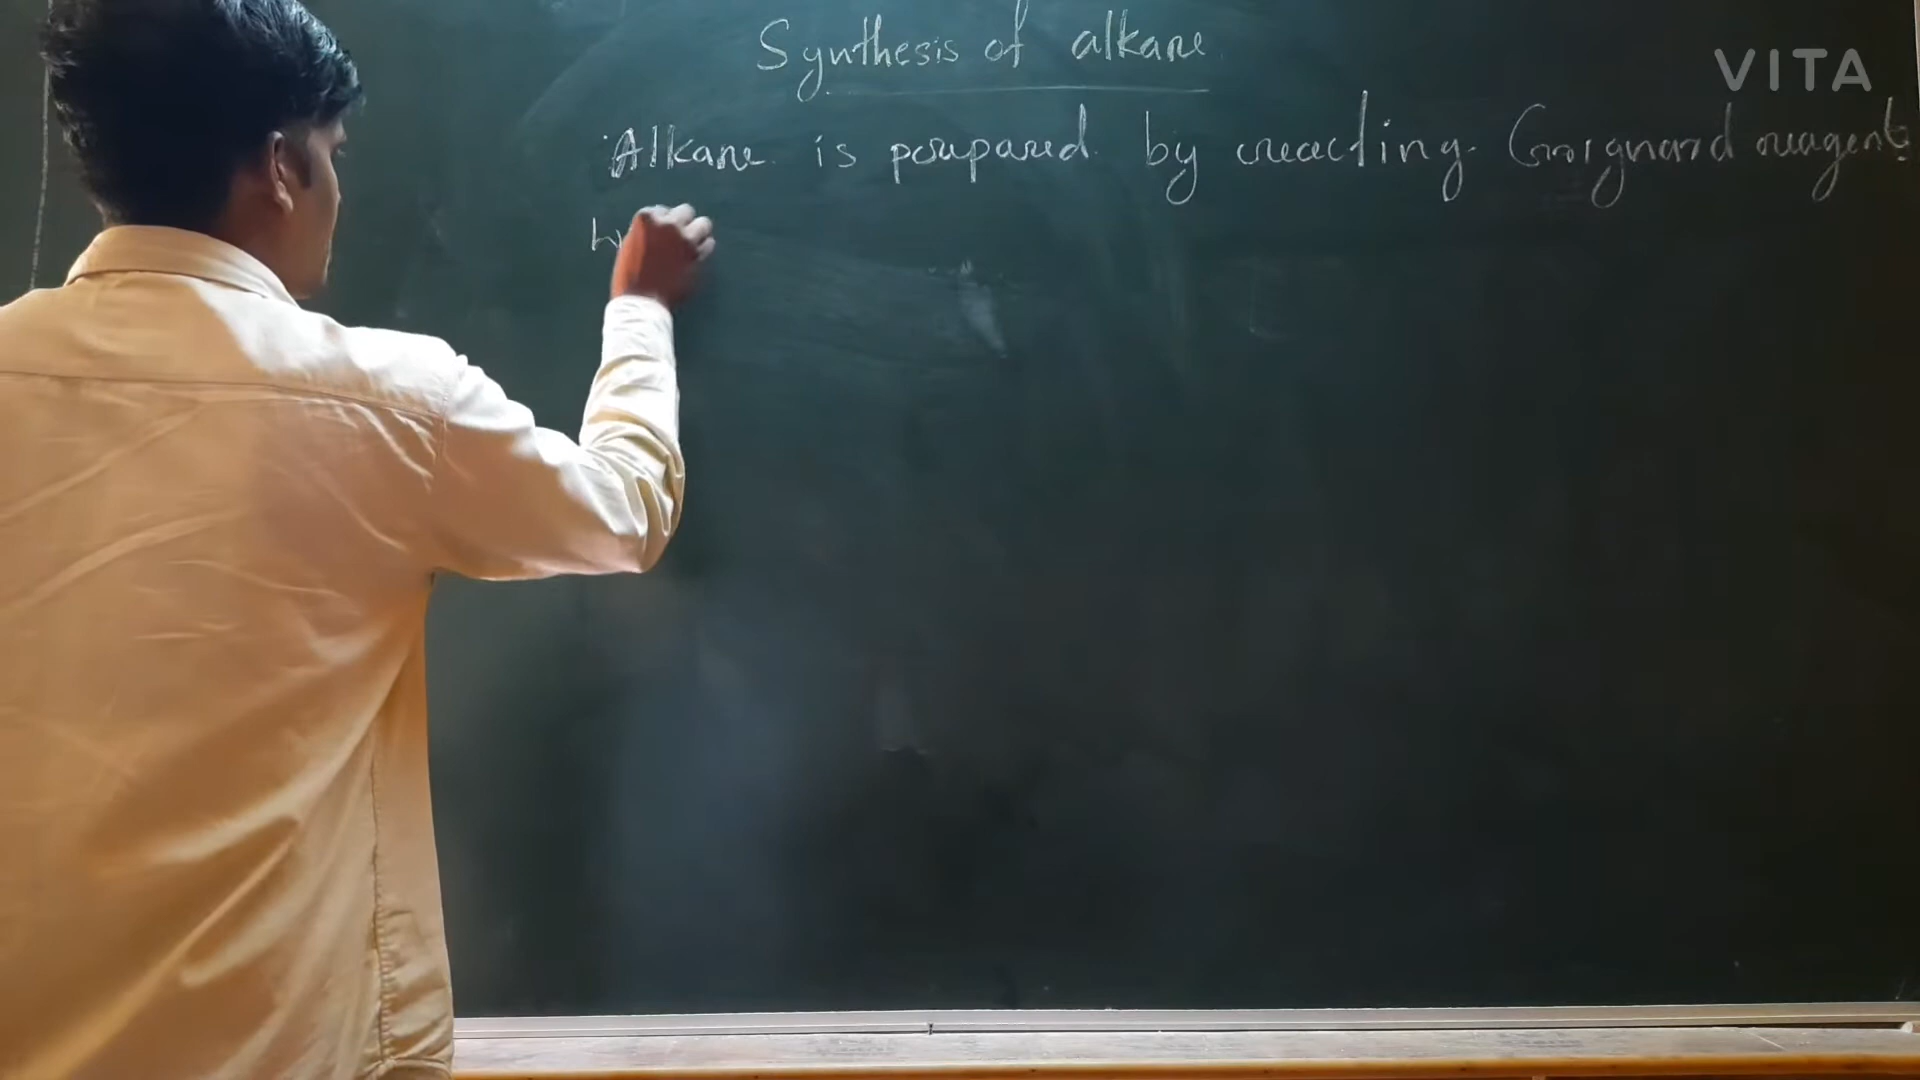 Synthesis of alkane
VITA
Alkane is prepared by reacting Grignard reagent